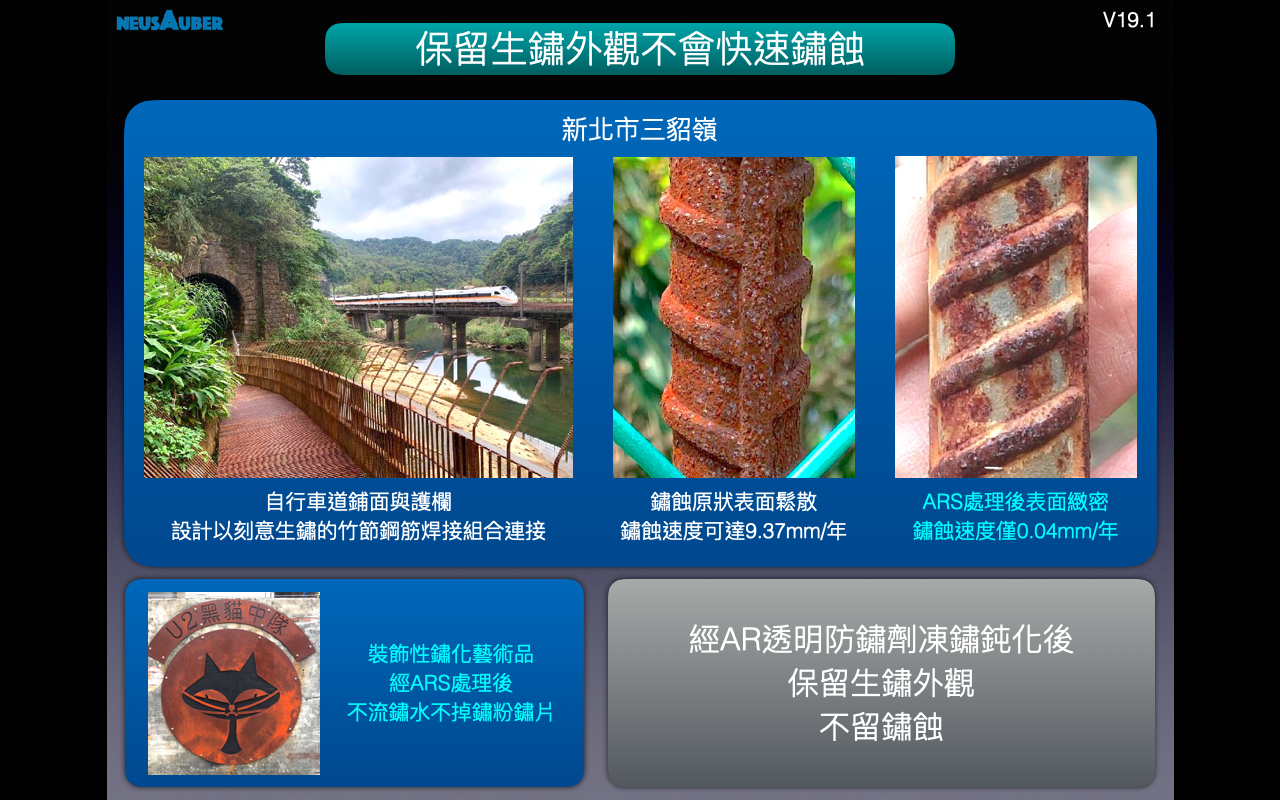 NEUSAUBER
V19.1
保留生鏽外觀不會快速鏽蝕
新北市三貂嶺
自行車道鋪面與護欄
設計以刻意生鏽的竹節鋼筋焊接組合連接
鏽蝕原狀表面鬆散
鏽蝕速度可達9.37mm/年
ARS處理後表面緻密
鏽蝕速度僅0.04mm/年
U2黑貓中隊
裝飾性鏽化藝術品
經ARS處理後
不流鏽水不掉鏽粉鏽片
經AR透明防鏽劑凍鏽鈍化後
保留生鏽外觀
不留鏽蝕